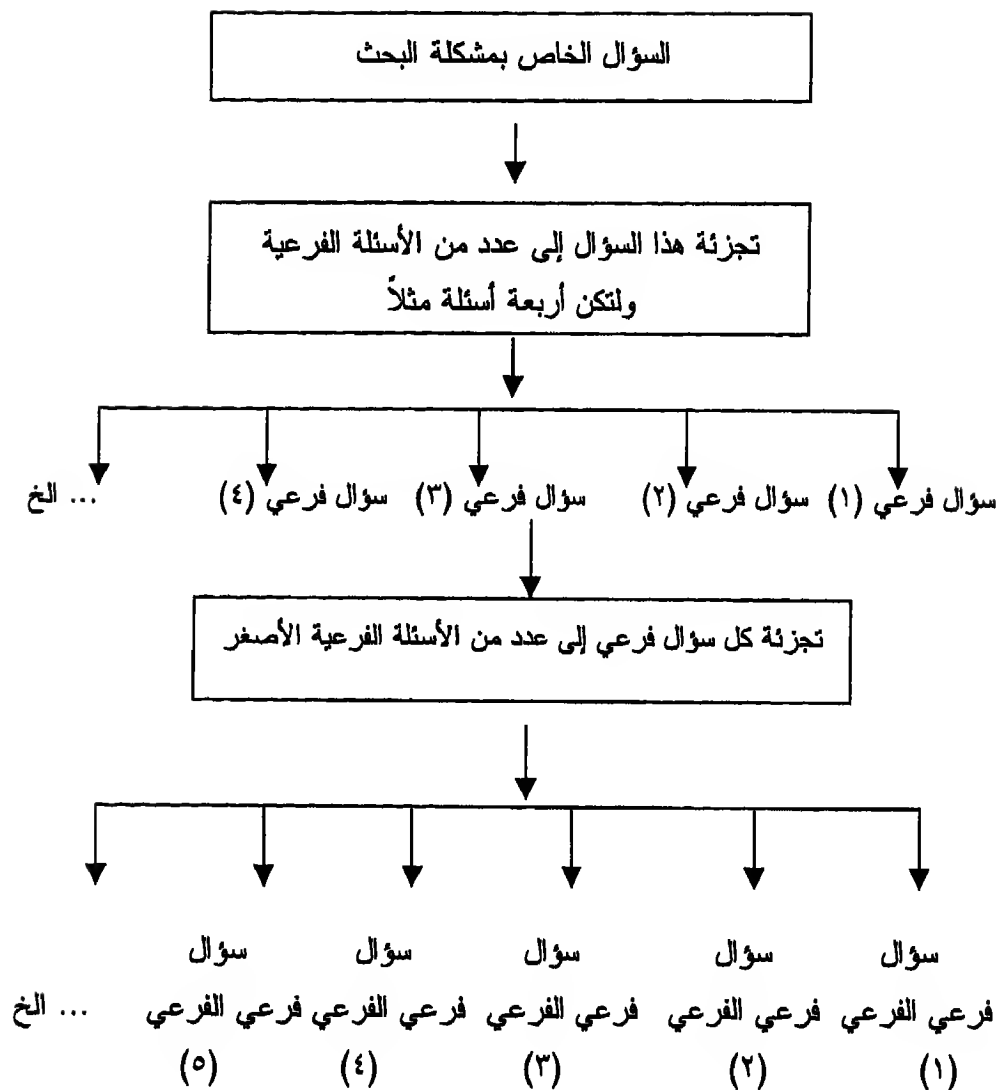 السؤال الخاص بمشكلة البحث
تجزئة هذا السؤال إلى عدد من الأسئلة الفرعية
ولتكن أربعة أسئلة مثلاً
سؤال فرعي (١) سؤال فرعي (٢) سؤال فرعي (٣) سؤال فرعي (٤) ... الخ
تجزئة كل سؤال فرعي إلى عدد من الأسئلة الفرعية الأصغر
سؤال سؤال سؤال سؤال سؤال
فرعي الفرعي فرعي الفرعي فرعي الفرعي فرعي الفرعي فرعي الفرعي ... الخ
(١) (٢) (٣) (٤) (٥)